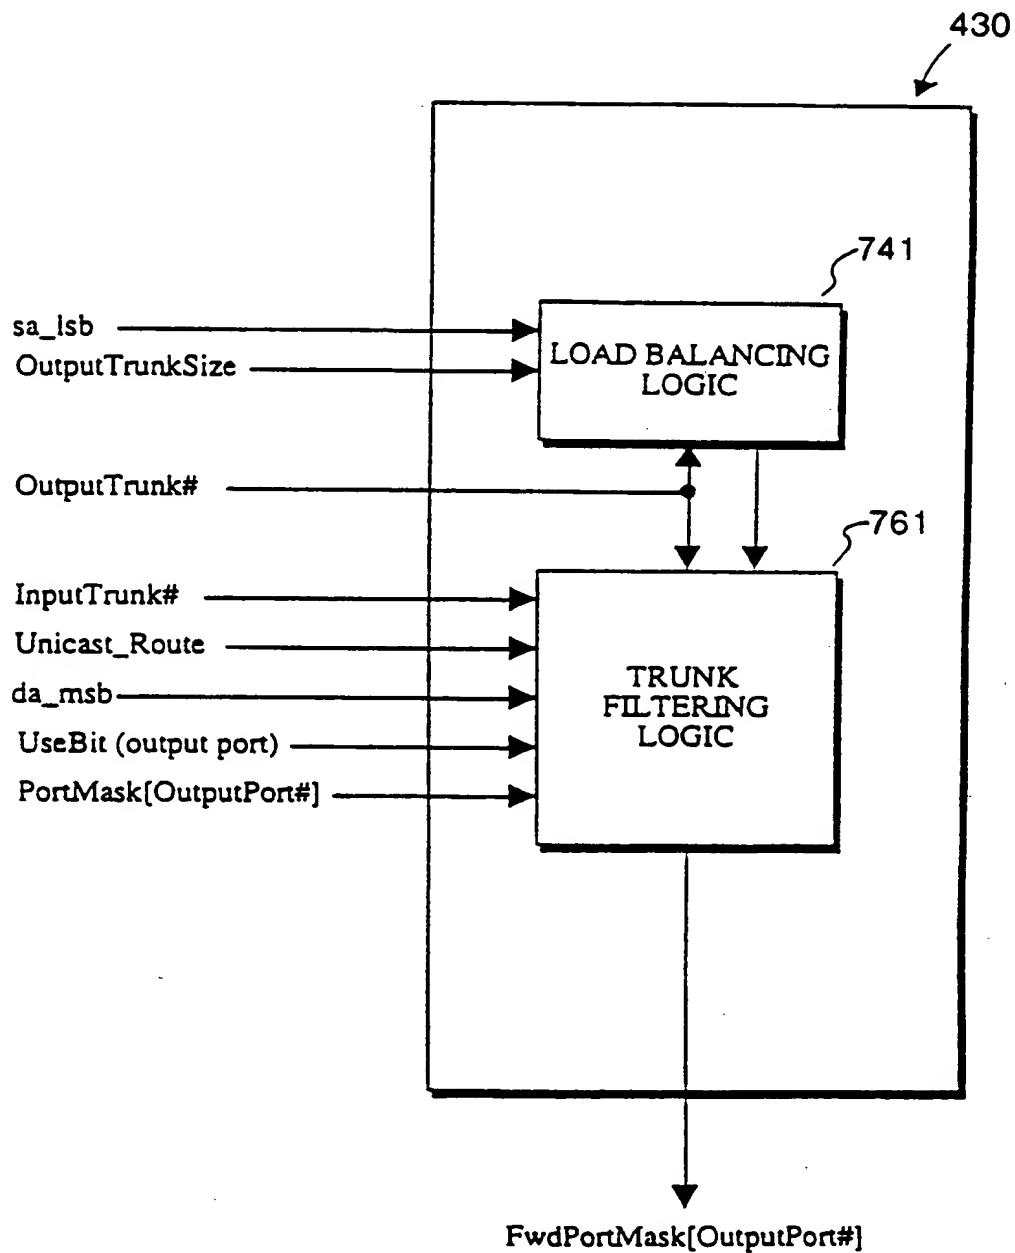 430
741
sa_lsb
OutputTrunkSize
LOAD BALANCING
LOGIC
OutputTrunk#
761
InputTrunk#
Unicast_Route
da_msb
UseBit (output port)
PortMask[OutputPort#]
TRUNK
FILTERING
LOGIC
FwdPortMask[OutputPort#]